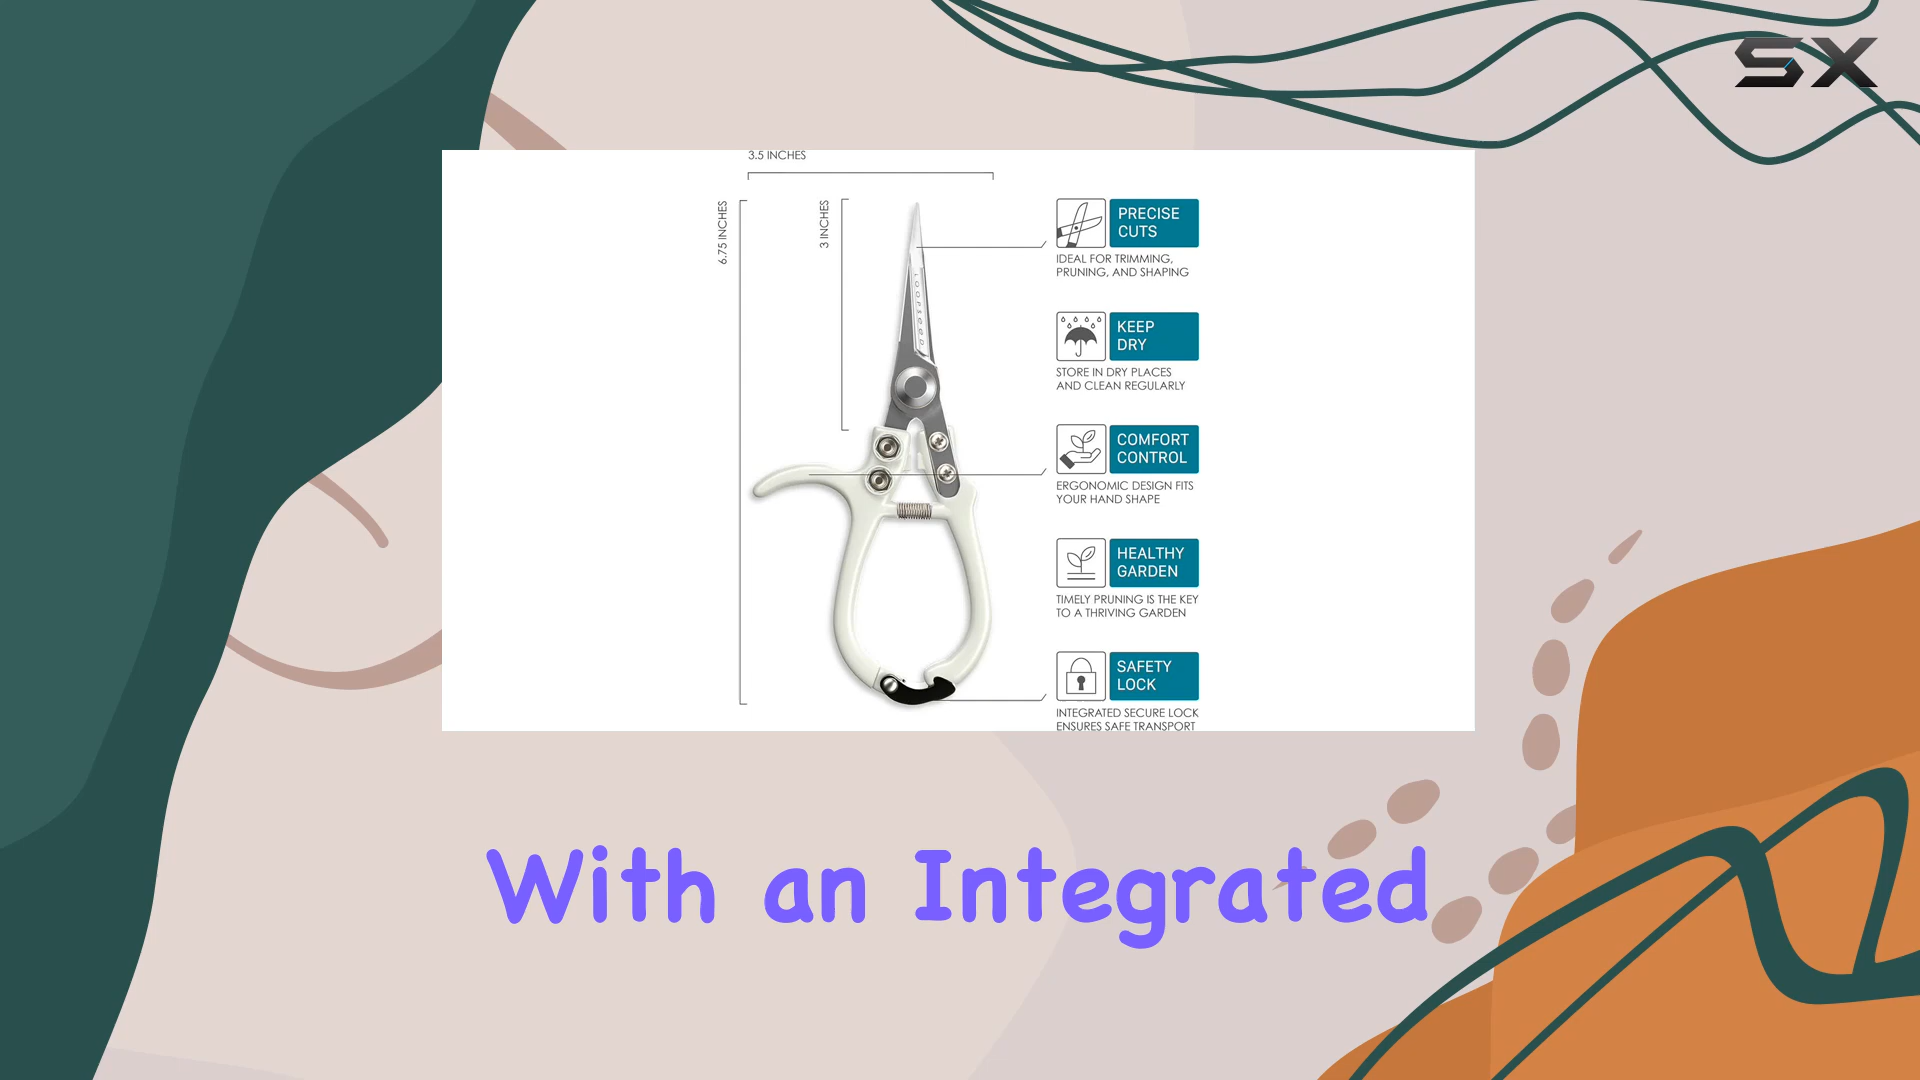 SX
3.5 INCHES
6.75 INCHES
3 INCHES
PRECISE
CUTS
IDEAL FOR TRIMMING,
PRUNING, AND SHAPING
KEEP
DRY
STORE IN DRY PLACES
AND CLEAN REGULARLY
COMFORT
CONTROL
ERGONOMIC DESIGN FITS
YOUR HAND SHAPE
HEALTHY
GARDEN
TIMELY PRUNING IS THE KEY
TO A THRIVING GARDEN
SAFETY
LOCK
INTEGRATED SECURE LOCK
ENSURES SAFE TRANSPORT
With an Integrated